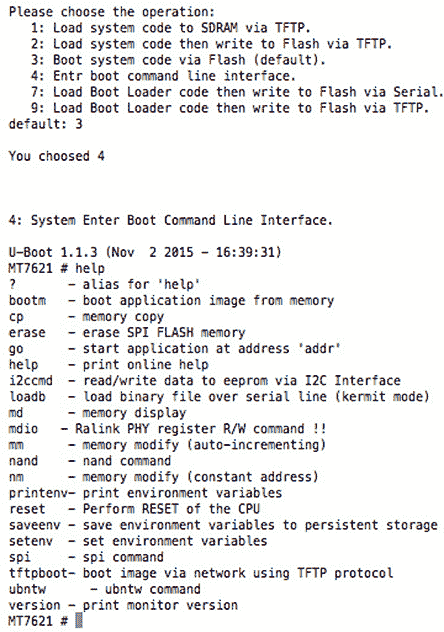 Please choose the operation:
   1: Load system code to SDRAM via TFTP.
   2: Load system code then write to Flash via TFTP.
   3: Boot system code via Flash (default).
   4: Entr boot command line interface.
   7: Load Boot Loader code then write to Flash via Serial.
   9: Load Boot Loader code then write to Flash via TFTP.
default: 3
You choosed 4
4: System Enter Boot Command Line Interface.
U-Boot 1.1.3 (Nov  2 2015 - 16:39:31)
MT7621 # help
?       - alias for 'help'
bootm   - boot application image from memory
cp      - memory copy
erase   - erase SPI FLASH memory
go      - start application at address 'addr'
help    - print online help
i2ccmd  - read/write data to eeprom via I2C Interface
loadb   - load binary file over serial line (kermit mode)
md      - memory display
mdio   - Ralink PHY register R/W command !!
mm      - memory modify (auto-incrementing)
nand    - nand command
nm      - memory modify (constant address)
printenv- print environment variables
reset   - Perform RESET of the CPU
saveenv - save environment variables to persistent storage
setenv  - set environment variables
spi     - spi command
tftpboot- boot image via network using TFTP protocol
ubntw      - ubntw command
version - print monitor version
MT7621 #